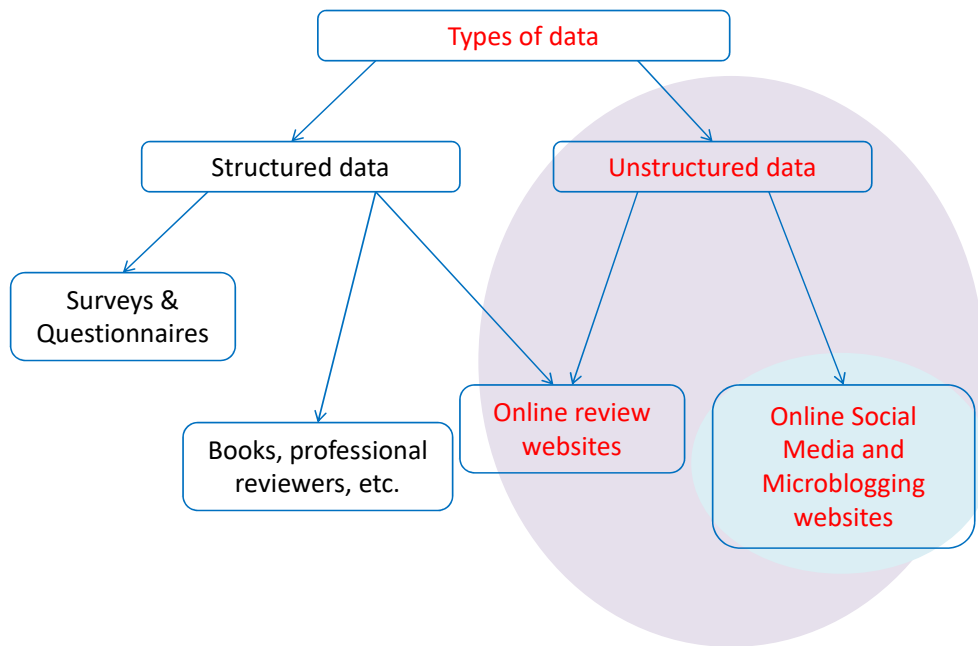 Types of data
Structured data
Unstructured data
Surveys &
Questionnaires
Books, professional
reviewers, etc.
Online review
websites
Online Social
Media and
Microblogging
websites